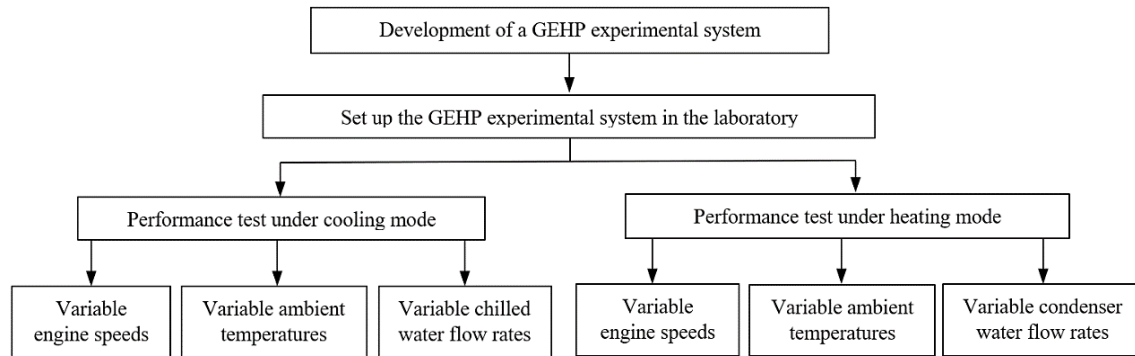 Development of a GEHP experimental system
Set up the GEHP experimental system in the laboratory
Performance test under cooling mode
Performance test under heating mode
Variable
engine speeds
Variable ambient
temperatures
Variable chilled
water flow rates
Variable
engine speeds
Variable ambient
temperatures
Variable condenser
water flow rates